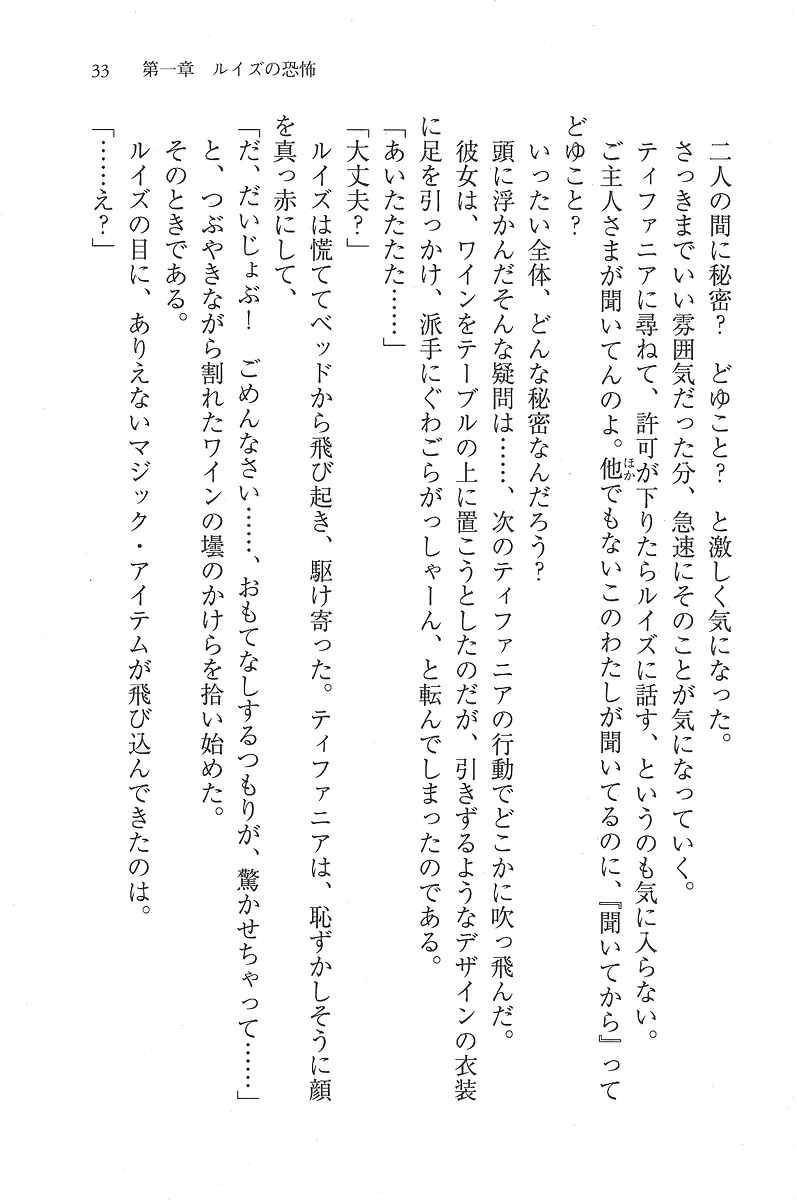 33　第一章　ルイズの恐怖
二人の間に秘密？　どゆこと？　と激しく気になった。
さっきまでいい雰囲気だった分、急速にそのことが気になっていく。
ティファニアに尋ねて、許可が下りたらルイズに話す、というのも気に入らない。
ご主人さまが聞いてんのよ。他でもないこのわたしが聞いてるのに、『聞いてから』って
ほか
どゆこと？
いったい全体、どんな秘密なんだろう？
頭に浮かんだそんな疑問は……、次のティファニアの行動でどこかに吹っ飛んだ。
彼女は、ワインをテーブルの上に置こうとしたのだが、引きずるようなデザインの衣装
に足を引っかけ、派手にぐわごらがっしゃーん、と転んでしまったのである。
「あいたたたた……」
「大丈夫？」
ルイズは慌ててベッドから飛び起き、駆け寄った。ティファニアは、恥ずかしそうに顔
を真っ赤にして、
「だ、だいじょぶ！　ごめんなさい……、おもてなしするつもりが、驚かせちゃって……」
と、つぶやきながら割れたワインの壜のかけらを拾い始めた。
そのときである。
ルイズの目に、ありえないマジック・アイテムが飛び込んできたのは。
「……え？」